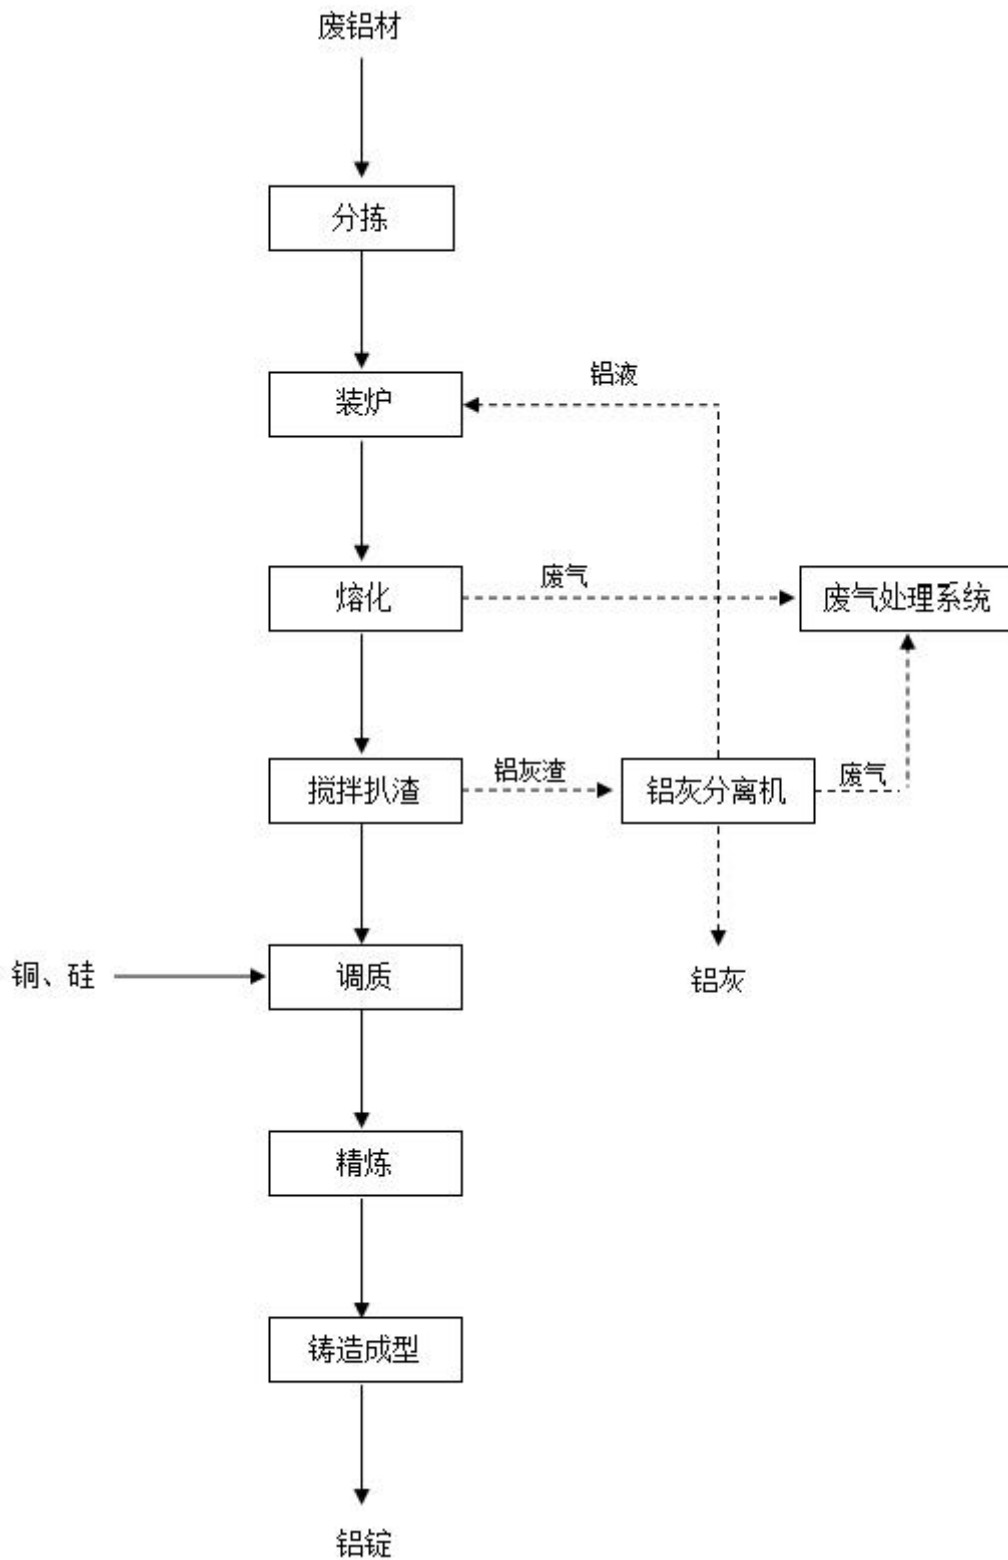 废铝材
分拣
装炉
铝液
熔化
废气
废气处理系统
搅拌扒渣
铝灰渣
铝灰分离机
废气
铜、硅
调质
铝灰
精炼
铸造成型
铝锭